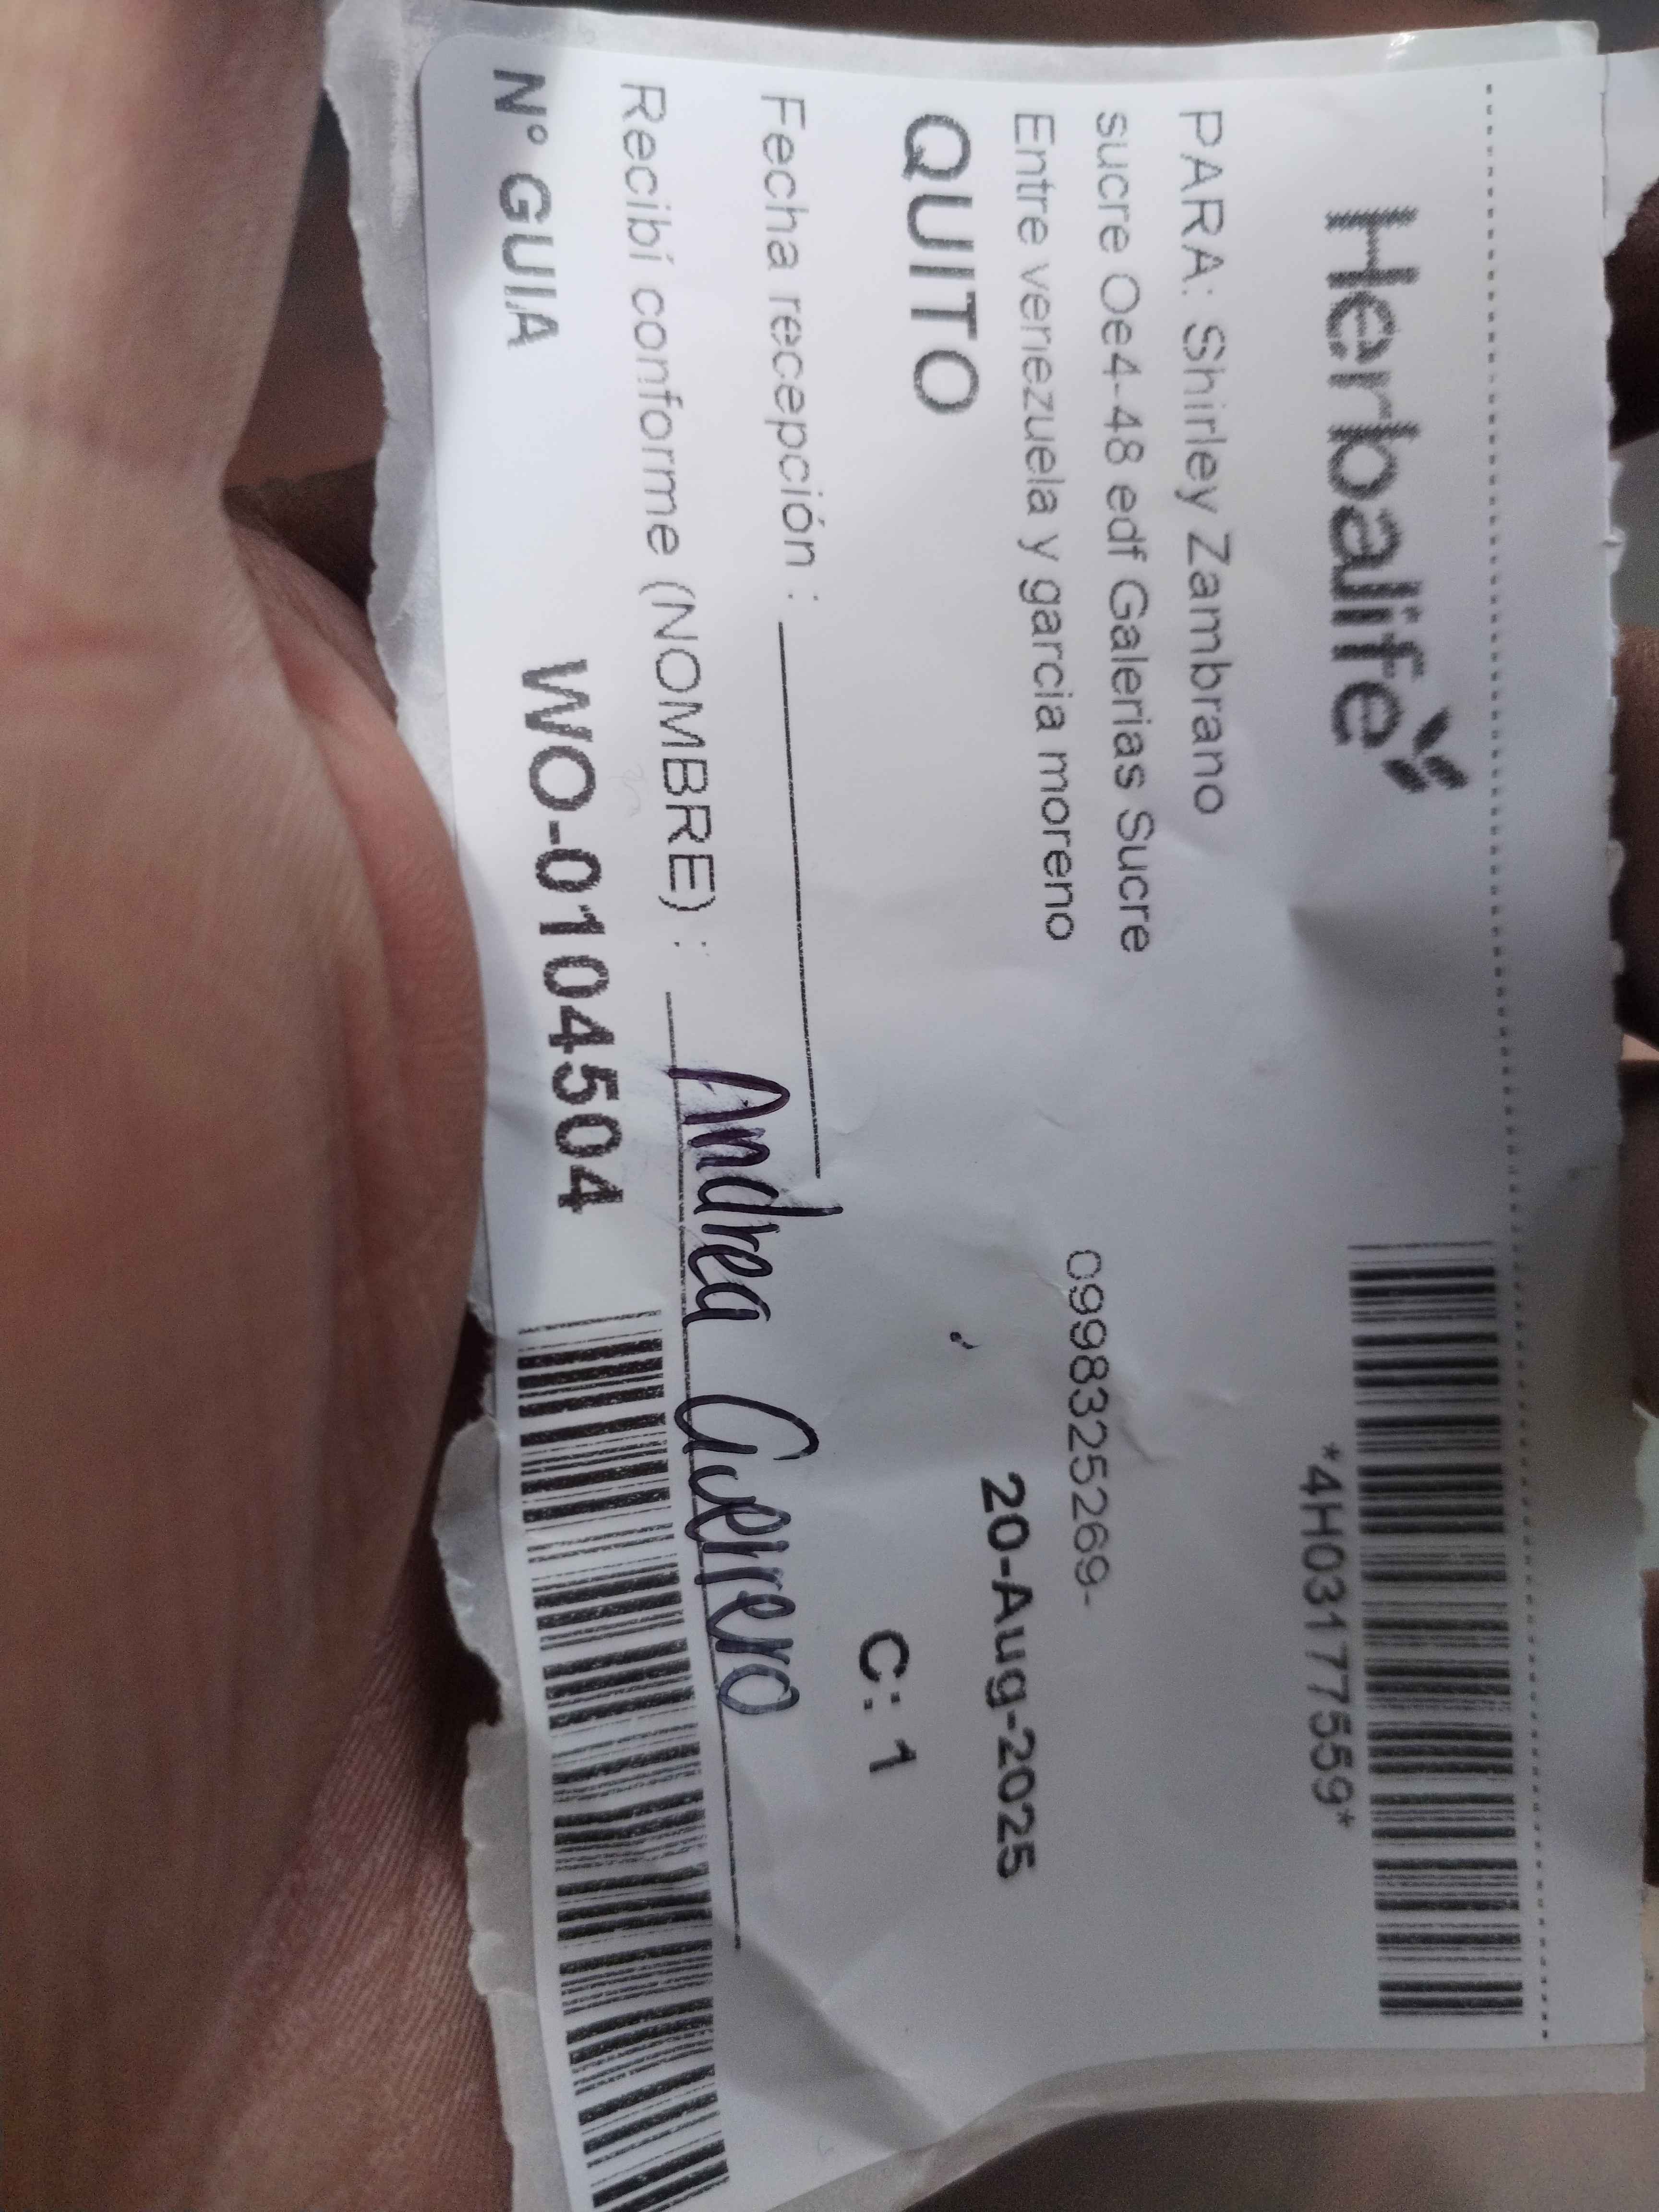 Herbalife
*4H03177559*
PARA: Shirley Zambrano
sucre Oe4-48 edf Galerias Sucre
Entre venezuela y garcia moreno
0998325269-
QUITO
20-Aug-2025
C: 1
Fecha recepción :
Recibí conforme (NOMBRE) : Andrea Guerrero
N° GUIA WO-0104504